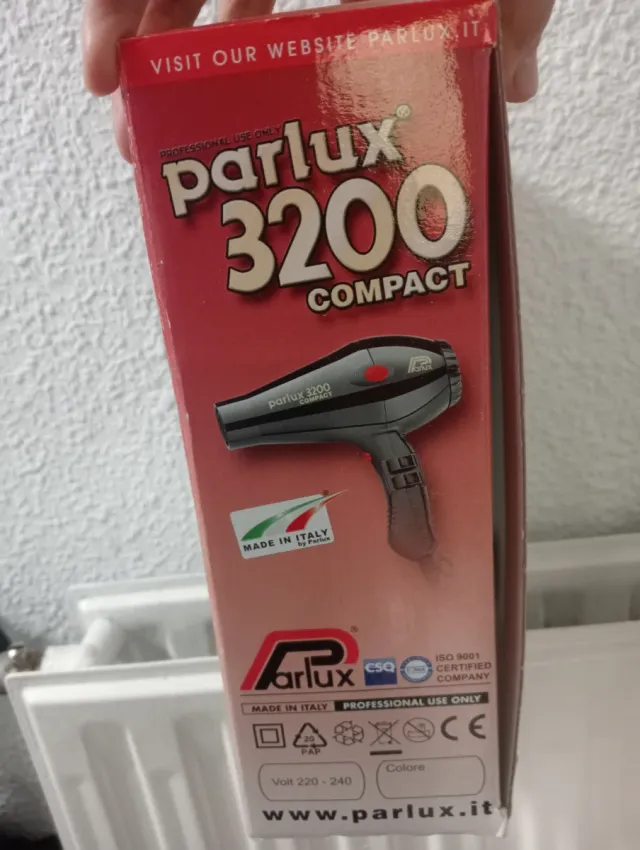 VISIT OUR WEBSITE PARLUX.IT
PROFESSIONAL USE ONLY
parlux®
3200
COMPACT
Parlux
parlux 3200
COMPACT
MADE IN ITALY
by Parlux
Parlux®
CSQ
ISO 9001
CERTIFIED
COMPANY
MADE IN ITALY PROFESSIONAL USE ONLY
20
PAP
CE
Volt 220 - 240
Colore
www.parlux.it